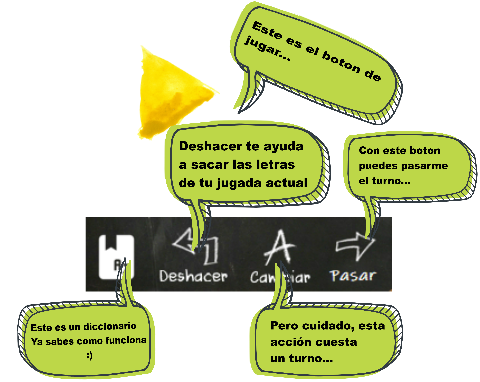 Este es el boton de
jugar...
Deshacer te ayuda
a sacar las letras
de tu jugada actual
Con este boton
puedes pasarme
el turno...
Deshacer
Pasar
Este es un diccionario
Ya sabes como funciona
:)
Pero cuidado, esta
acción cuesta
un turno...